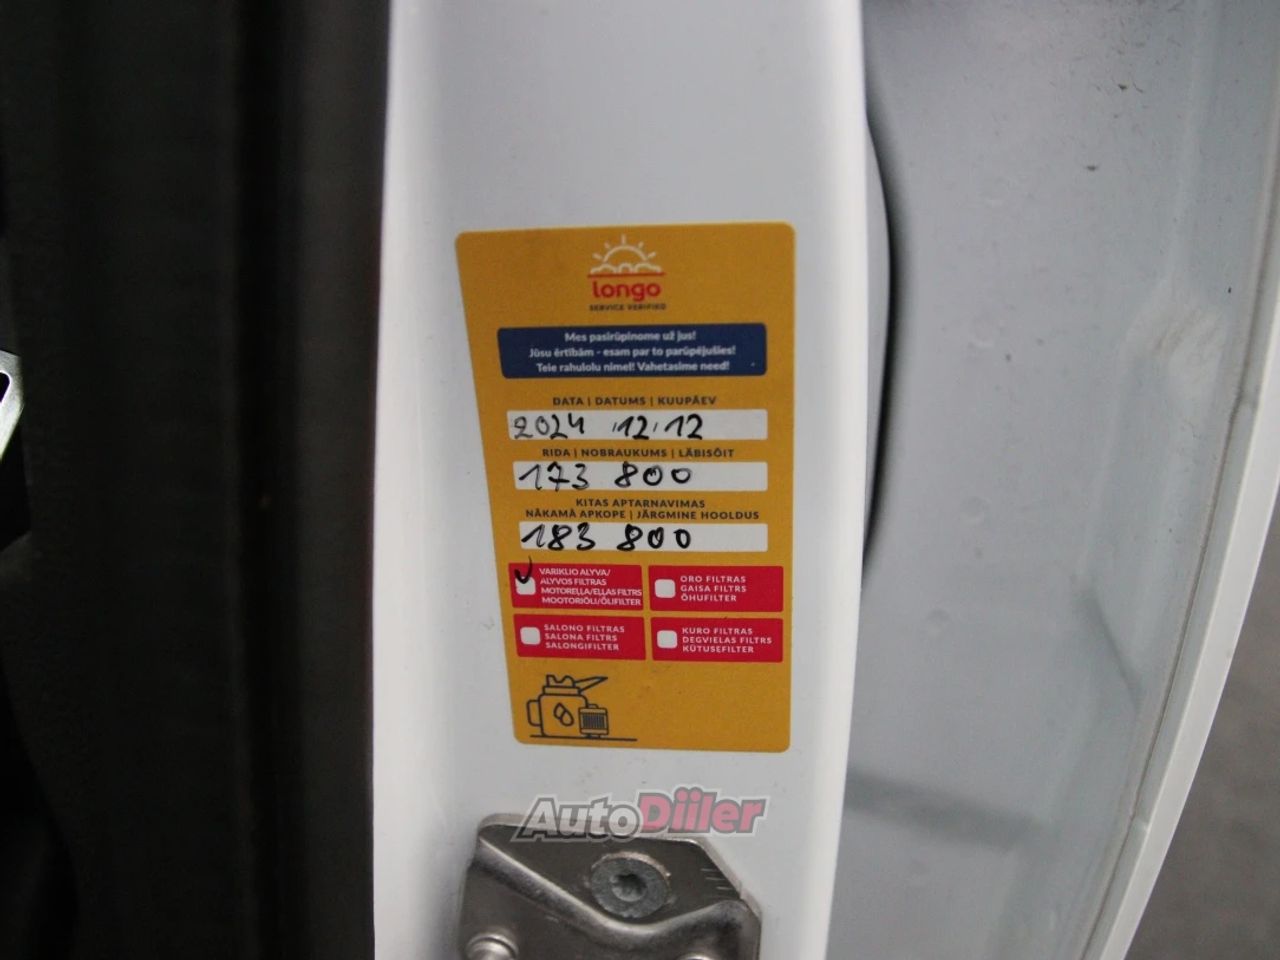 longo
SERVICE VERIFIED
Mes pasirūpinome už jus!
Jūsu ērtībām - esam par to parūpējušies!
Teie rahulolu nimel! Vahetasime need!
DATA | DATUMS | KUUPÄEV
2024 12 12
RIDA | NOBRAUKUMS | LÄBISÕIT
173 800
KITAS APTARNAVIMAS
NĀKAMĀ APKOPE | JÄRGMINE HOOLDUS
183 800
VARIKLIO ALYVA/
ALYVOS FILTRAS
MOTOREĻĻA/EĻĻAS FILTRS
MOOTORIÕLI/ÕLIFILTER
ORO FILTRAS
GAISA FILTRS
ÕHUFILTER
SALONO FILTRAS
SALONA FILTRS
SALONGIFILTER
KURO FILTRAS
DEGVIELAS FILTRS
KÜTUSEFILTER
AutoDiiler